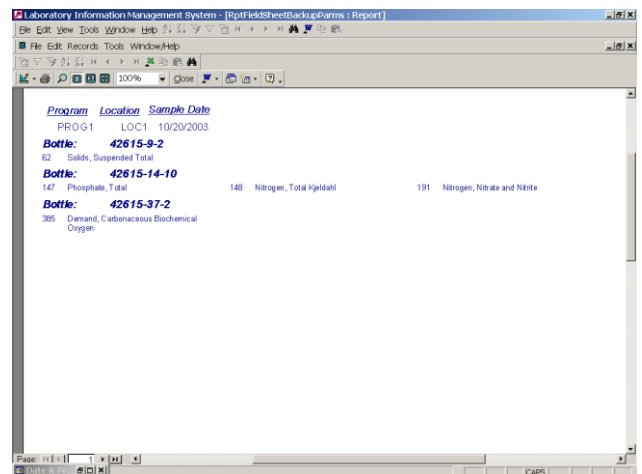 Laboratory Information Management System - [RptFieldSheetBackupParms : Report]
File Edit View Tools Window Help
File Edit Records Tools Window/Help
100% Close
Program Location Sample Date
PROG1 LOC1 10/20/2003
Bottle: 42615-9-2
62 Solids, Suspended Total
Bottle: 42615-14-10
147 Phosphate, Total 148 Nitrogen, Total Kjeldahl 191 Nitrogen, Nitrate and Nitrite
Bottle: 42615-37-2
385 Demand, Carbonaceous Biochemical
Oxygen
Page: 1
Date & Pr...
CAPS